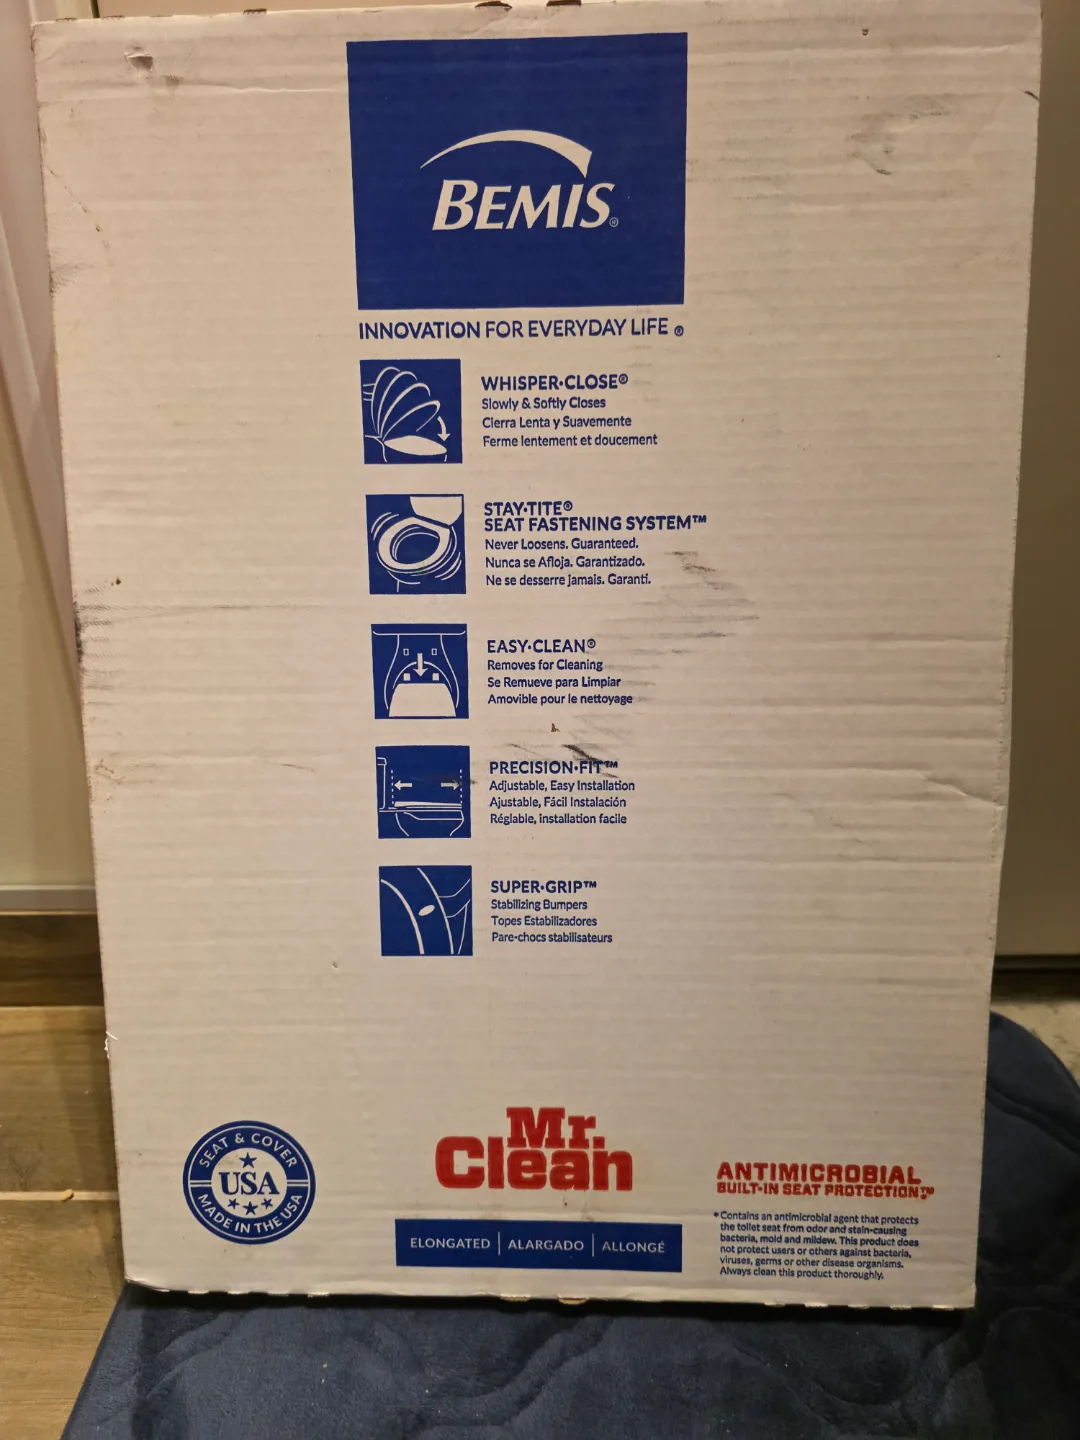 BEMIS®
INNOVATION FOR EVERYDAY LIFE®
WHISPER•CLOSE®
Slowly & Softly Closes
Cierra Lenta y Suavemente
Ferme lentement et doucement
STAY•TITE®
SEAT FASTENING SYSTEM™
Never Loosens. Guaranteed.
Nunca se Afloja. Garantizado.
Ne se desserre jamais. Garanti.
EASY•CLEAN®
Removes for Cleaning
Se Remueve para Limpiar
Amovible pour le nettoyage
PRECISION•FIT™
Adjustable, Easy Installation
Ajustable, Fácil Instalación
Réglable, installation facile
SUPER•GRIP™
Stabilizing Bumpers
Topes Estabilizadores
Pare-chocs stabilisateurs
SEAT & COVER
USA
MADE IN THE USA
Mr.
Clean
ELONGATED | ALARGADO | ALLONGÉ
ANTIMICROBIAL
BUILT-IN SEAT PROTECTION™
*Contains an antimicrobial agent that protects
the toilet seat from odor and stain-causing
bacteria, mold and mildew. This product does
not protect users or others against bacteria,
viruses, germs or other disease organisms.
Always clean this product thoroughly.